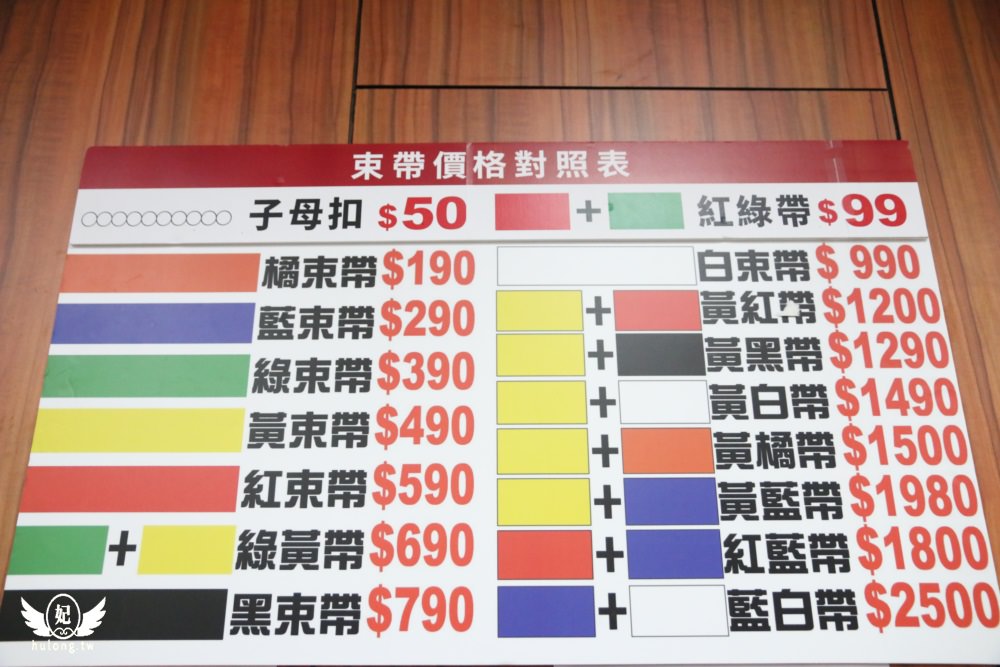 束帶價格對照表
子母扣 $50
+ 紅綠帶 $99
橘束帶 $190
藍束帶 $290
綠束帶 $390
黃束帶 $490
紅束帶 $590
+ 綠黃帶 $690
黑束帶 $790
白束帶 $ 990
+ 黃紅帶 $1200
+ 黃黑帶 $1290
+ 黃白帶 $1490
+ 黃橘帶 $1500
+ 黃藍帶 $1980
+ 紅藍帶 $1800
+ 藍白帶 $2500
妃
hulong.tw